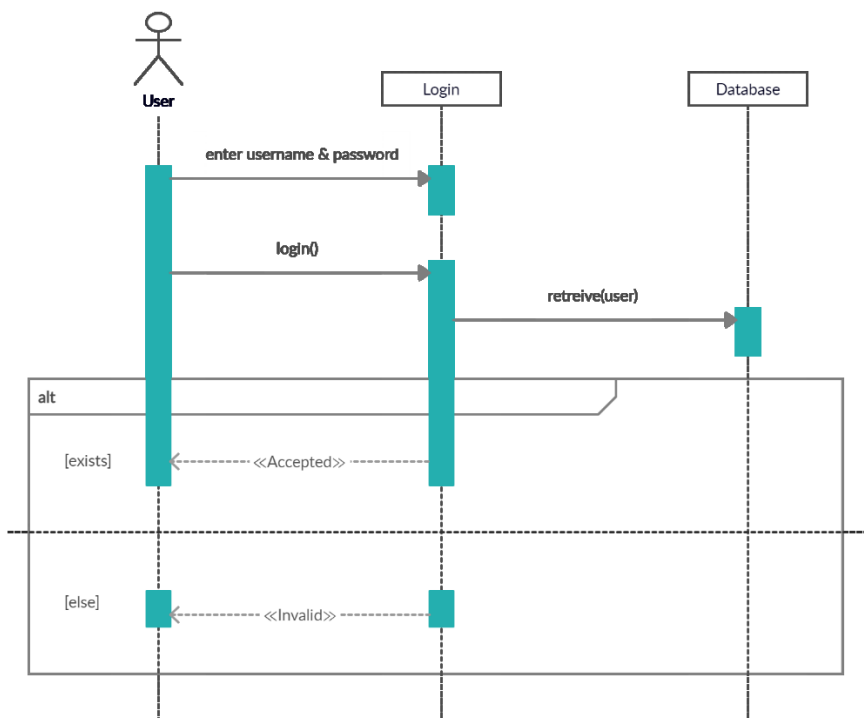 User
Login
Database
enter username & password
login()
retreive(user)
alt
[exists]
≪Accepted≫
[else]
≪Invalid≫